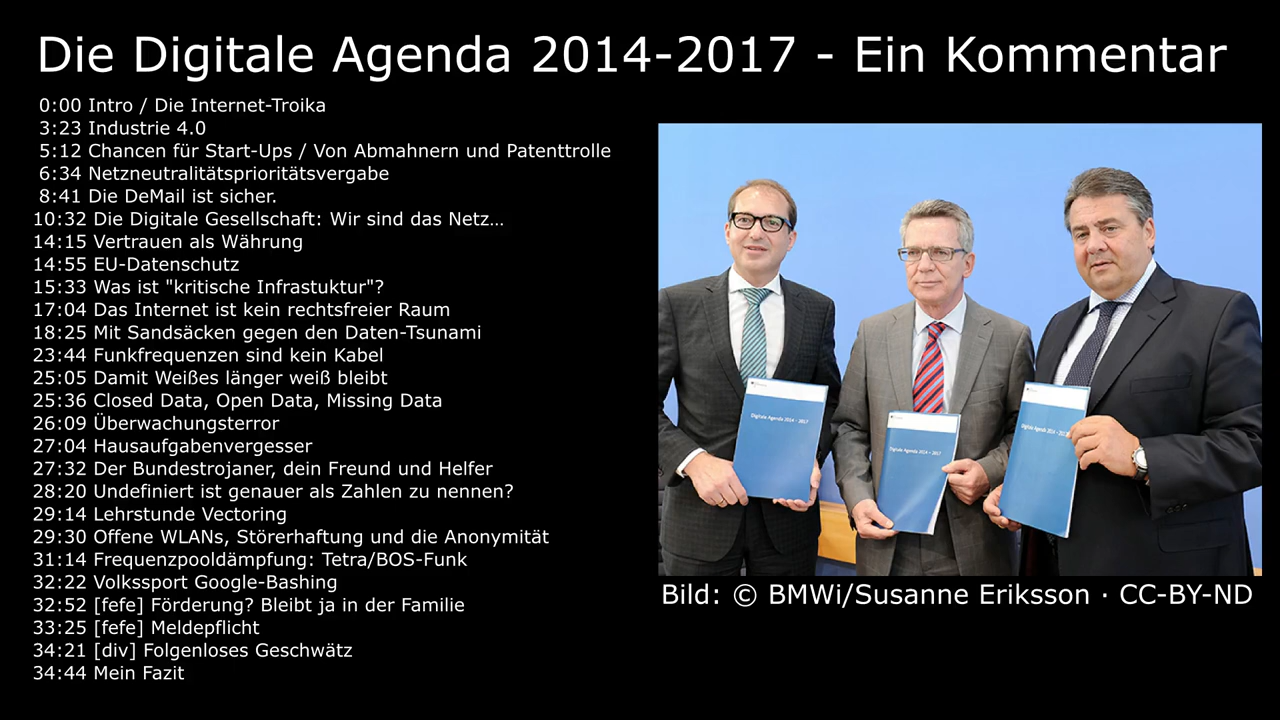 Die Digitale Agenda 2014-2017 - Ein Kommentar
0:00 Intro / Die Internet-Troika
3:23 Industrie 4.0
5:12 Chancen für Start-Ups / Von Abmahnern und Patenttrolle
6:34 Netzneutralitätsprioritätsvergabe
8:41 Die DeMail ist sicher.
10:32 Die Digitale Gesellschaft: Wir sind das Netz...
14:15 Vertrauen als Währung
14:55 EU-Datenschutz
15:33 Was ist "kritische Infrastuktur"?
17:04 Das Internet ist kein rechtsfreier Raum
18:25 Mit Sandsäcken gegen den Daten-Tsunami
23:44 Funkfrequenzen sind kein Kabel
25:05 Damit Weißes länger weiß bleibt
25:36 Closed Data, Open Data, Missing Data
26:09 Überwachungsterror
27:04 Hausaufgabenvergesser
27:32 Der Bundestrojaner, dein Freund und Helfer
28:20 Undefiniert ist genauer als Zahlen zu nennen?
29:14 Lehrstunde Vectoring
29:30 Offene WLANs, Störerhaftung und die Anonymität
31:14 Frequenzpooldämpfung: Tetra/BOS-Funk
32:22 Volkssport Google-Bashing
32:52 [fefe] Förderung? Bleibt ja in der Familie
33:25 [fefe] Meldepflicht
34:21 [div] Folgenloses Geschwätz
34:44 Mein Fazit
Digitale Agenda 2014 – 2017
Digitale Agenda 2014 – 2017
Digitale Agenda 2014 – 201
Bild: © BMWi/Susanne Eriksson · CC-BY-ND